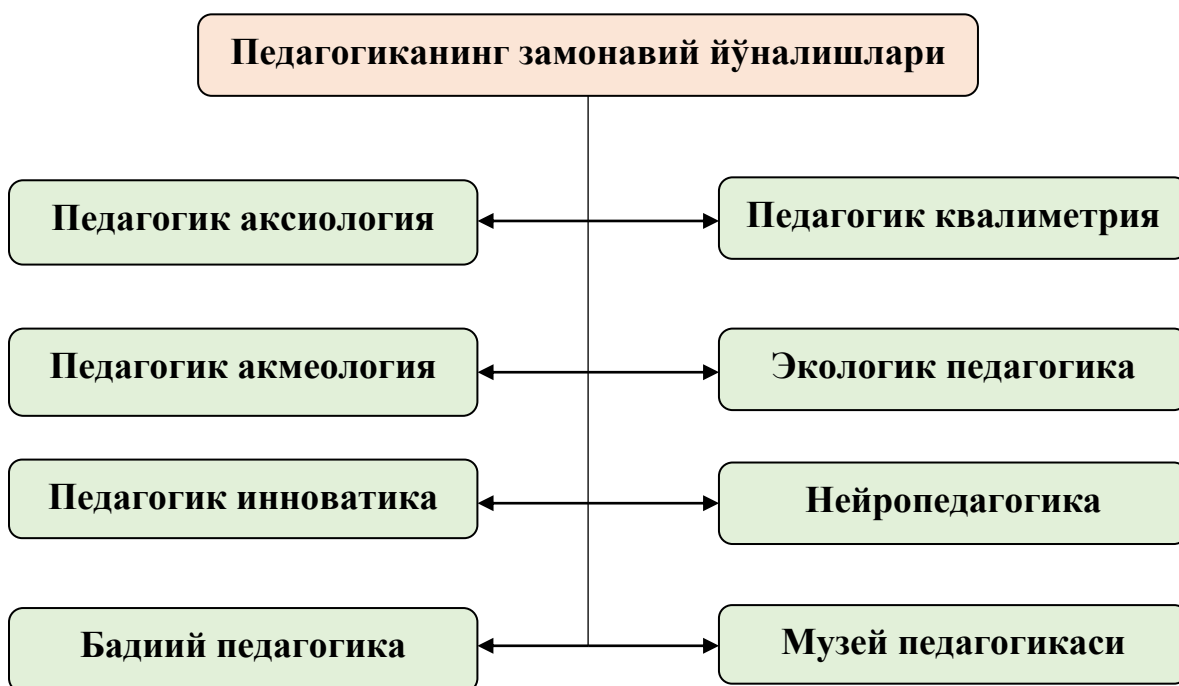 Педагогиканинг замонавий йўналишлари
Педагогик аксиология
Педагогик квалиметрия
Педагогик акмеология
Экологик педагогика
Педагогик инноватика
Нейропедагогика
Бадиий педагогика
Музей педагогикаси